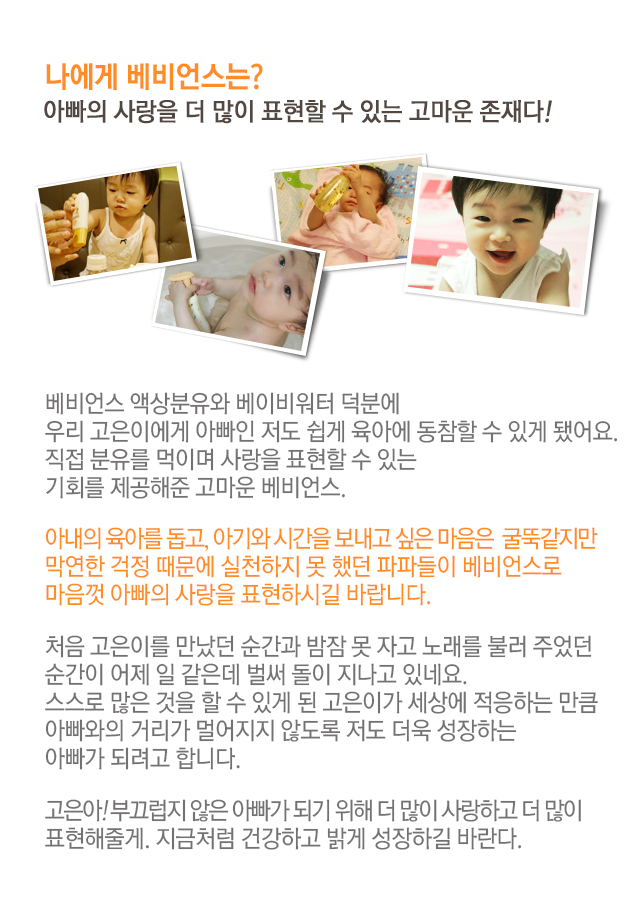 나에게 베비언스는?
아빠의 사랑을 더 많이 표현할 수 있는 고마운 존재다!
베비언스 액상분유와 베이비워터 덕분에
우리 고은이에게 아빠인 저도 쉽게 육아에 동참할 수 있게 됐어요.
직접 분유를 먹이며 사랑을 표현할 수 있는
기회를 제공해준 고마운 베비언스.
아내의 육아를 돕고, 아기와 시간을 보내고 싶은 마음은 굴뚝같지만
막연한 걱정 때문에 실천하지 못 했던 파파들이 베비언스로
마음껏 아빠의 사랑을 표현하시길 바랍니다.
처음 고은이를 만났던 순간과 밤잠 못 자고 노래를 불러 주었던
순간이 어제 일 같은데 벌써 돌이 지나고 있네요.
스스로 많은 것을 할 수 있게 된 고은이가 세상에 적응하는 만큼
아빠와의 거리가 멀어지지 않도록 저도 더욱 성장하는
아빠가 되려고 합니다.
고은아! 부끄럽지 않은 아빠가 되기 위해 더 많이 사랑하고 더 많이
표현해줄게. 지금처럼 건강하고 밝게 성장하길 바란다.